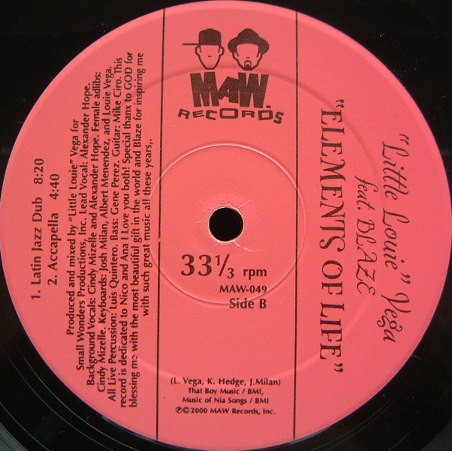 MAW
RECORDS
"Little Louie" Vega
feat. BLAZE
"ELEMENTS OF LIFE"
33 1/3 rpm
MAW-049
Side B
1. Latin Jazz Dub 8:20
2. Accapella 4:40
Produced and mixed by "Little Louie" Vega for
Small Wonders Productions, Inc. Lead Vocal: Alexander Hope.
Background Vocals: Cindy Mizelle and Alexander Hope. Female adlibs:
Cindy Mizelle. Keyboards: Josh Milan, Albert Menendez, and Louie Vega.
All Live Percussion: Luis Quintero. Bass: Gene Perez. Guitar: Mike Ciro. This
record is dedicated to Nico and Ana I Love you both! Special thanx to GOD for
blessing me with the most beautiful gift in the world and Blaze for inspiring me
with such great music all these years,.
(L. Vega, K. Hedge, J.Milan)
That Boy Music / BMI,
Music of Nia Songs / BMI
℗©2000 MAW Records, Inc.